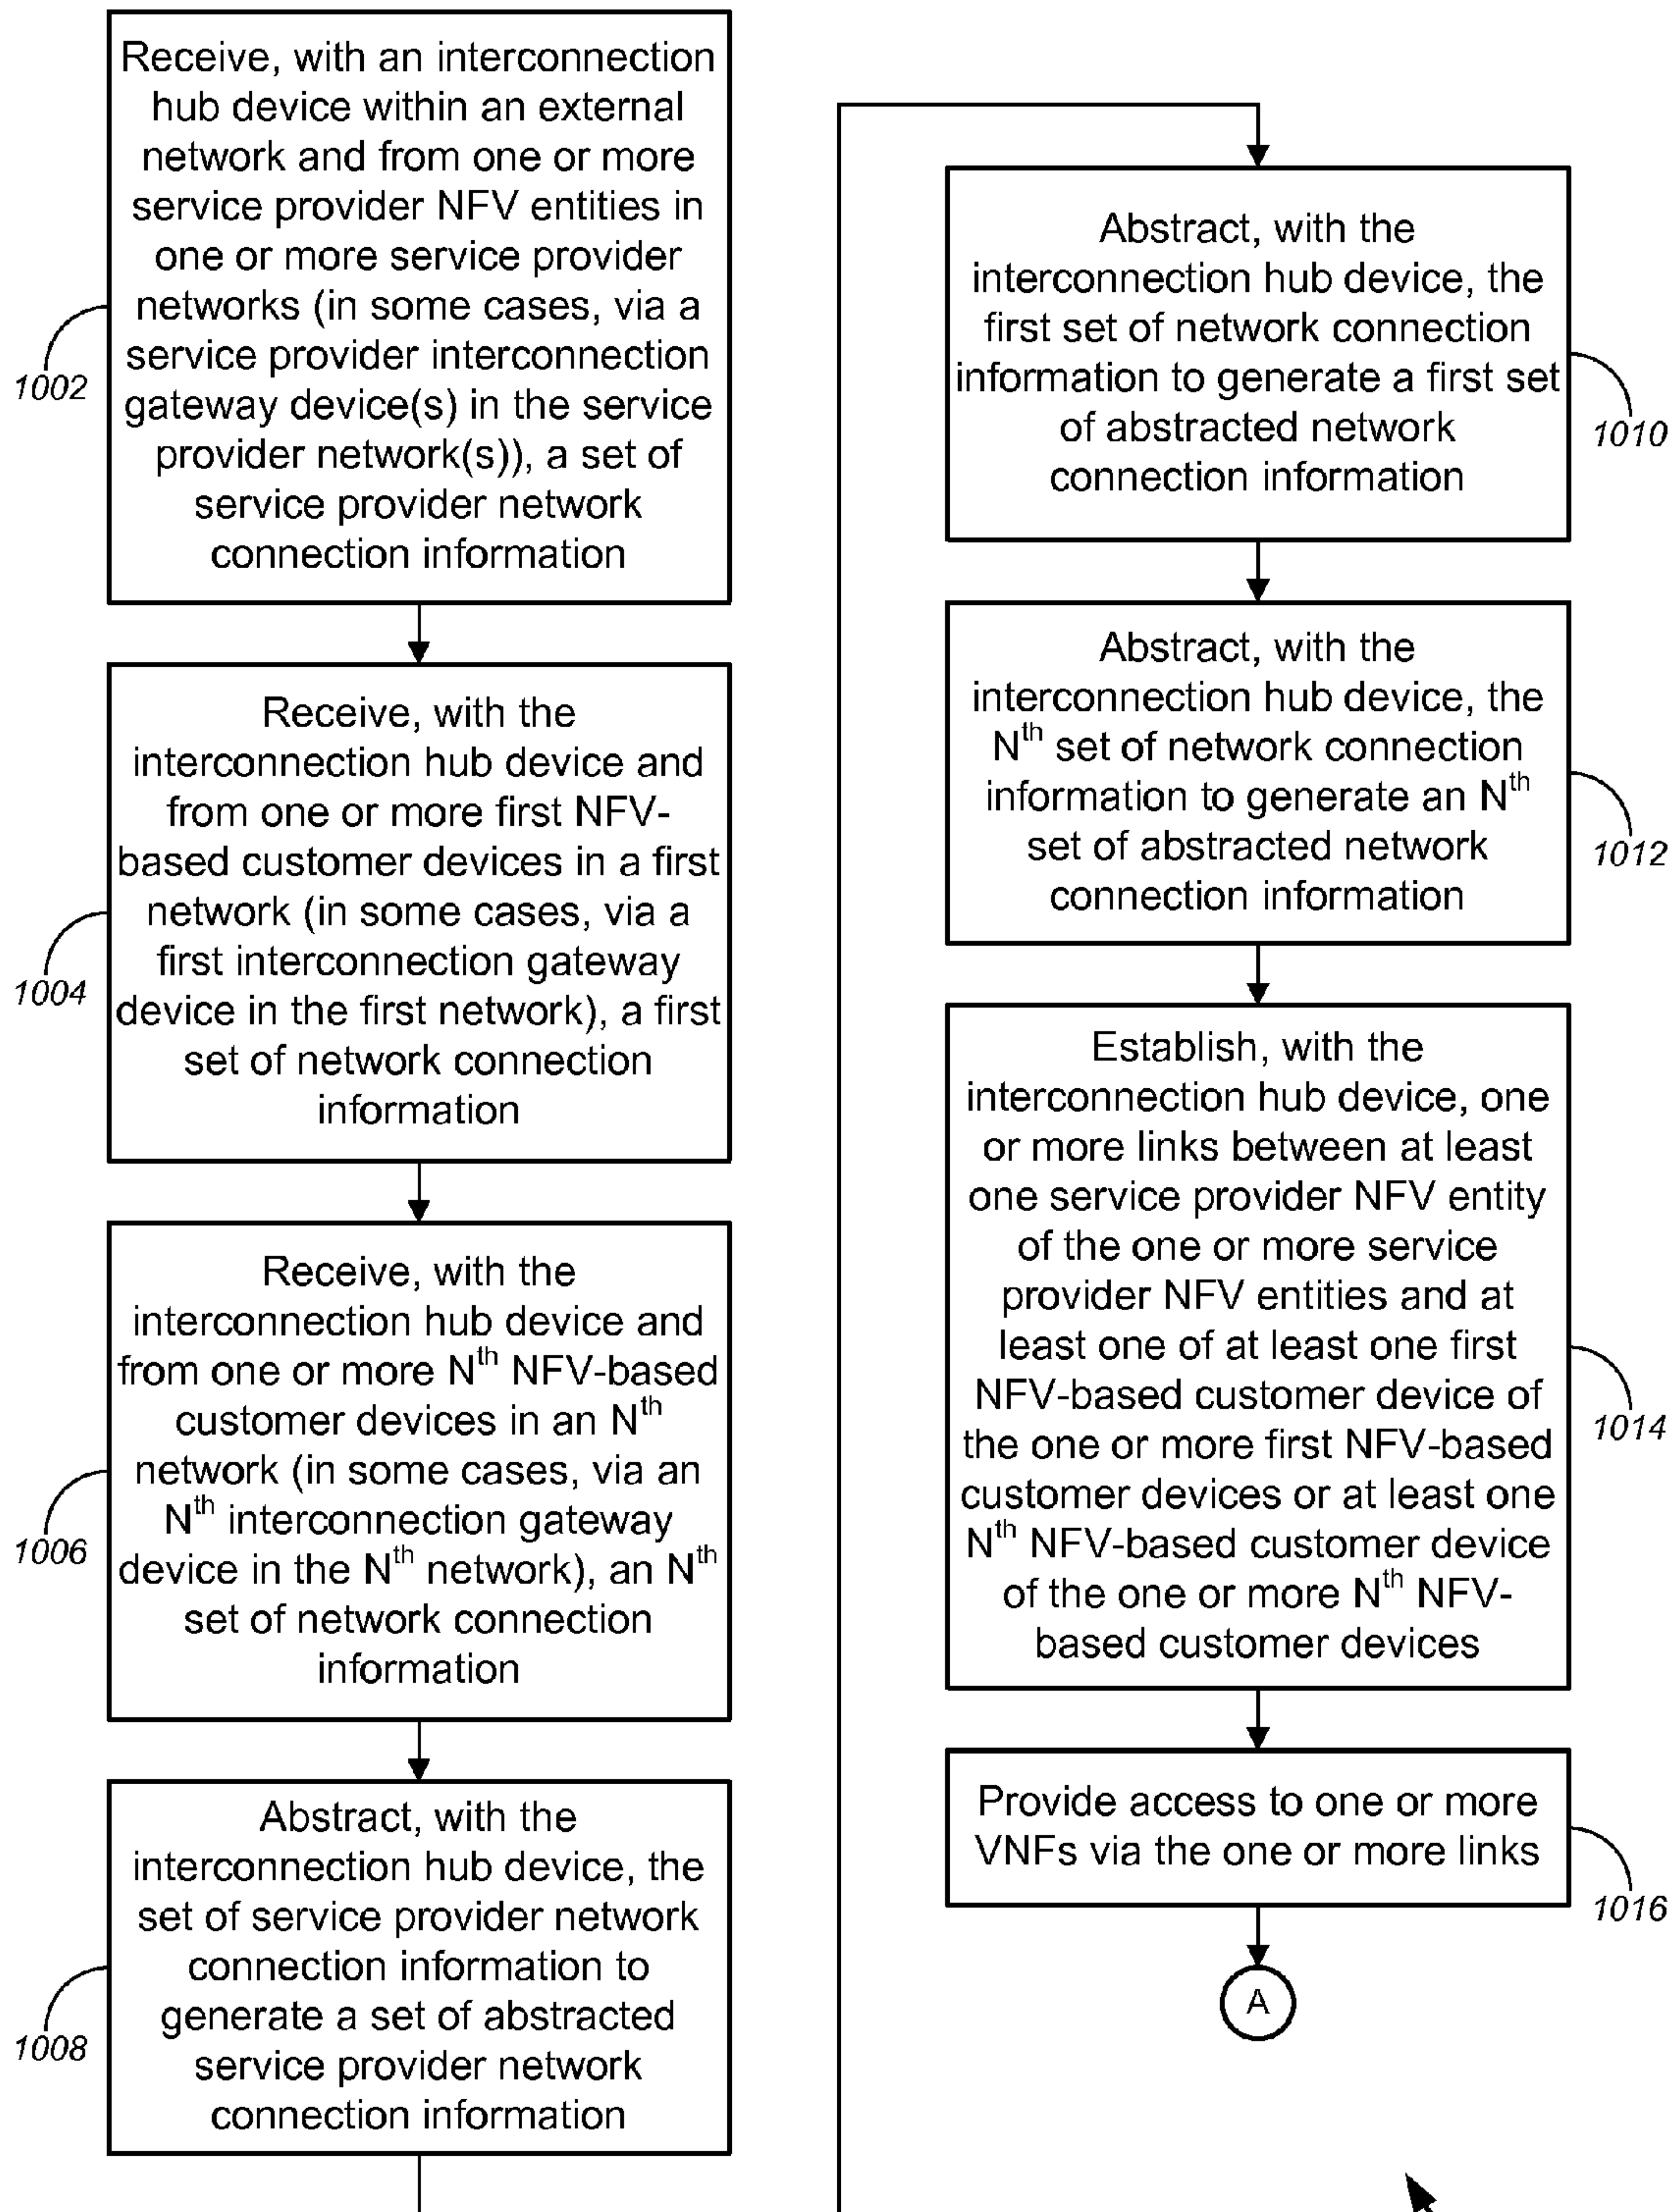 Receive, with an interconnection
hub device within an external
network and from one or more
service provider NFV entities in
one or more service provider
networks (in some cases, via a
service provider interconnection
gateway device(s) in the service
provider network(s)), a set of
service provider network
connection information
1002
Receive, with the
interconnection hub device and
from one or more first NFV-
based customer devices in a first
network (in some cases, via a
first interconnection gateway
device in the first network), a first
set of network connection
information
1004
Receive, with the
interconnection hub device and
from one or more Nth NFV-based
customer devices in an Nth
network (in some cases, via an
Nth interconnection gateway
device in the Nth network), an Nth
set of network connection
information
1006
Abstract, with the
interconnection hub device, the
set of service provider network
connection information to
generate a set of abstracted
service provider network
connection information
1008
Abstract, with the
interconnection hub device, the
first set of network connection
information to generate a first set
of abstracted network
connection information
1010
Abstract, with the
interconnection hub device, the
Nth set of network connection
information to generate an Nth
set of abstracted network
connection information
1012
Establish, with the
interconnection hub device, one
or more links between at least
one service provider NFV entity
of the one or more service
provider NFV entities and at
least one of at least one first
NFV-based customer device of
the one or more first NFV-based
customer devices or at least one
Nth NFV-based customer device
of the one or more Nth NFV-
based customer devices
1014
Provide access to one or more
VNFs via the one or more links
1016
A